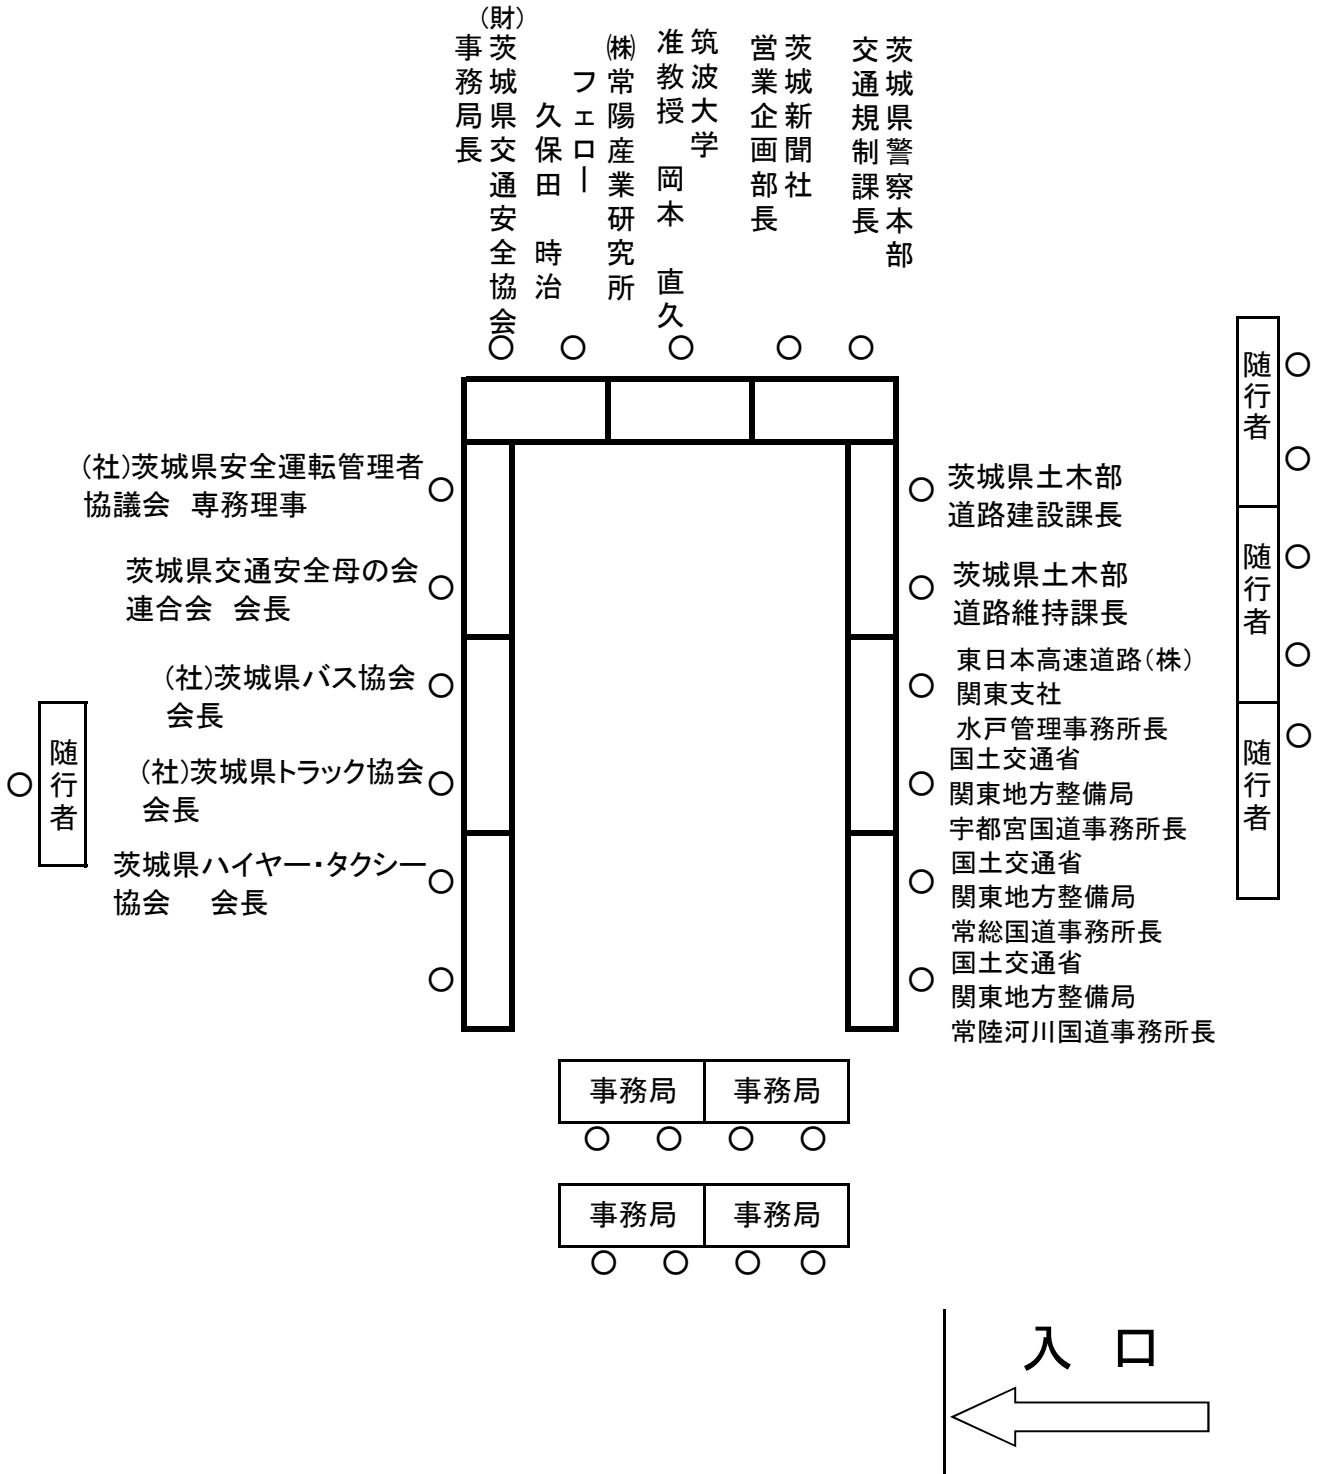 茨城県警察本部
交通規制課長
茨城新聞社
営業企画部長
筑波大学
准教授　岡本　直久
㈱常陽産業研究所
フェロー
久保田　時治
（財）
茨城県交通安全協会
事務局長
（社）茨城県安全運転管理者
協議会　専務理事
茨城県交通安全母の会
連合会　会長
（社）茨城県バス協会
会長
（社）茨城県トラック協会
会長
茨城県ハイヤー・タクシー
協会　会長
随行者
茨城県土木部
道路建設課長
茨城県土木部
道路維持課長
東日本高速道路（株）
関東支社
水戸管理事務所長
国土交通省
関東地方整備局
宇都宮国道事務所長
国土交通省
関東地方整備局
常総国道事務所長
国土交通省
関東地方整備局
常陸河川国道事務所長
随行者
随行者
随行者
事務局　事務局
事務局　事務局
入　口